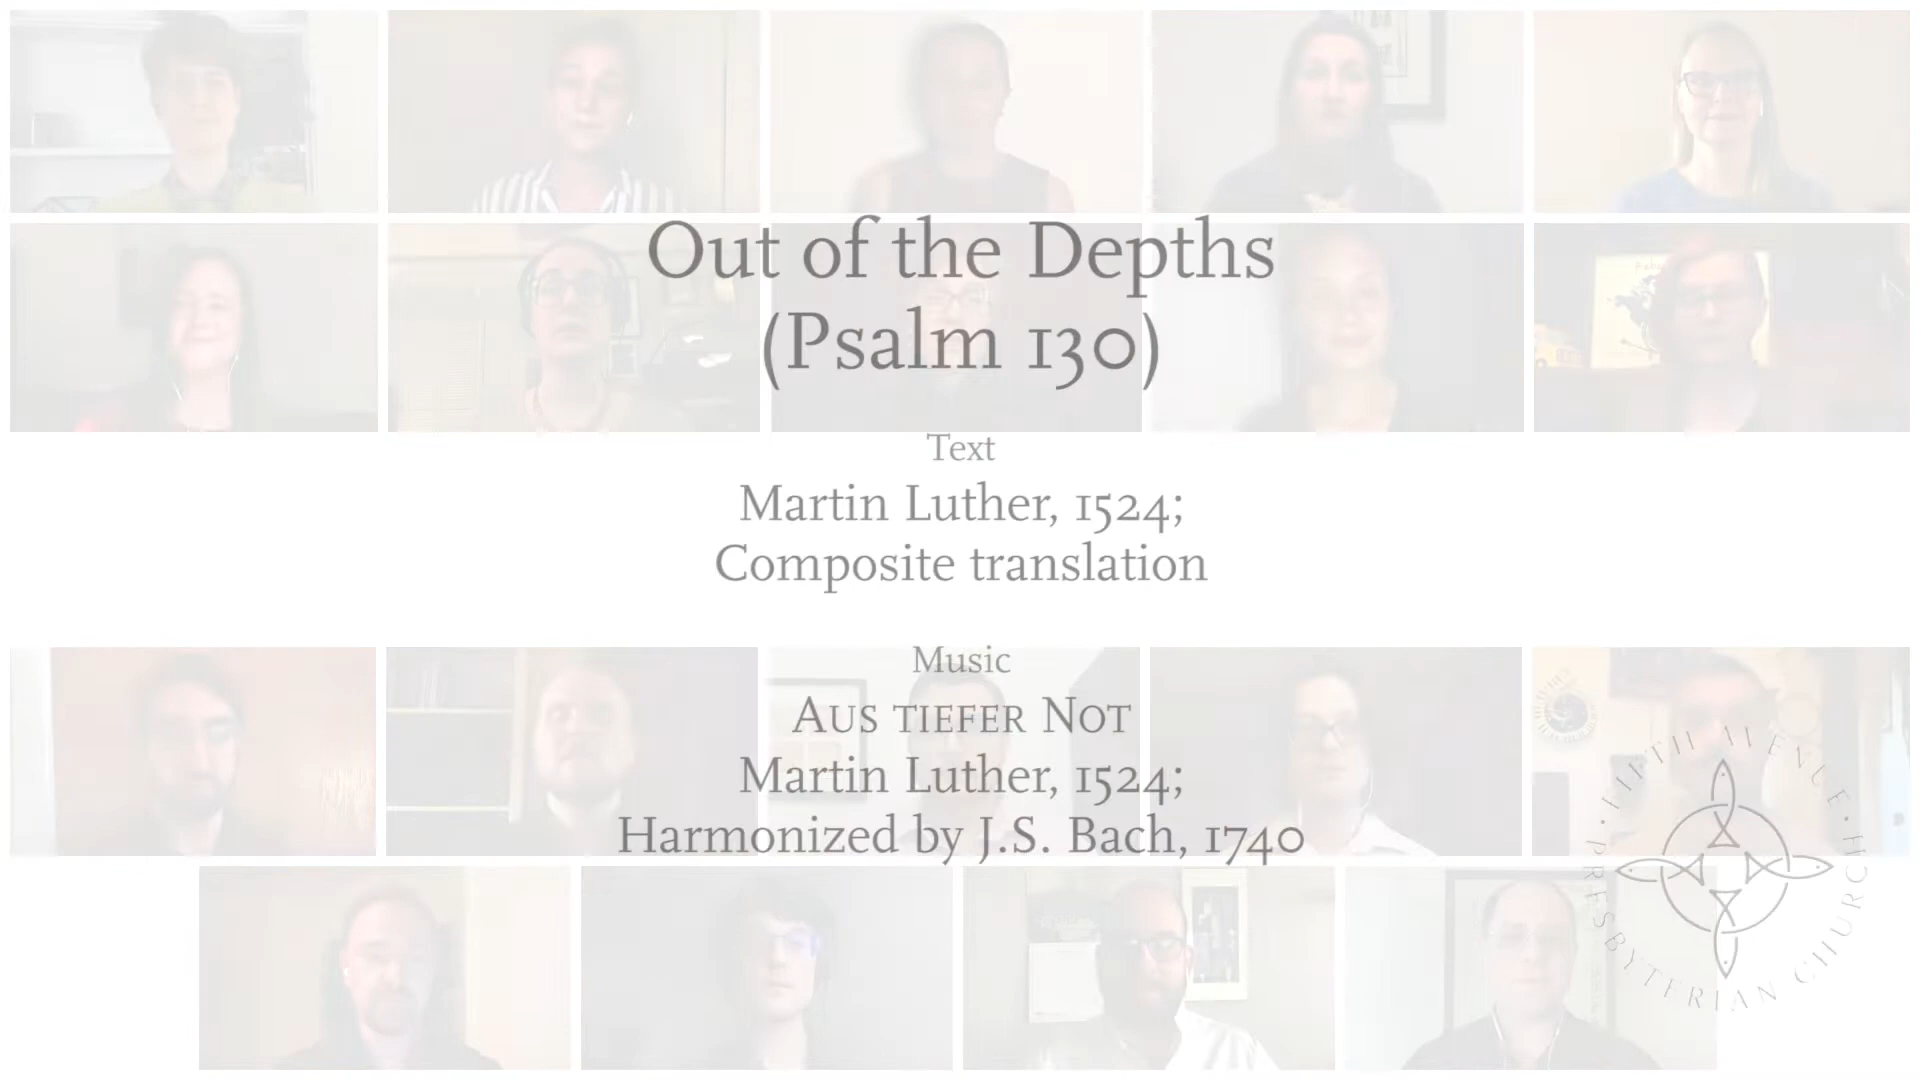 Out of the Depths
(Psalm 130)
Text
Martin Luther, 1524;
Composite translation
Music
Aus tiefer Not
Martin Luther, 1524;
Harmonized by J.S. Bach, 1740
· FIFTH AVENUE · PRESBYTERIAN CHURCH